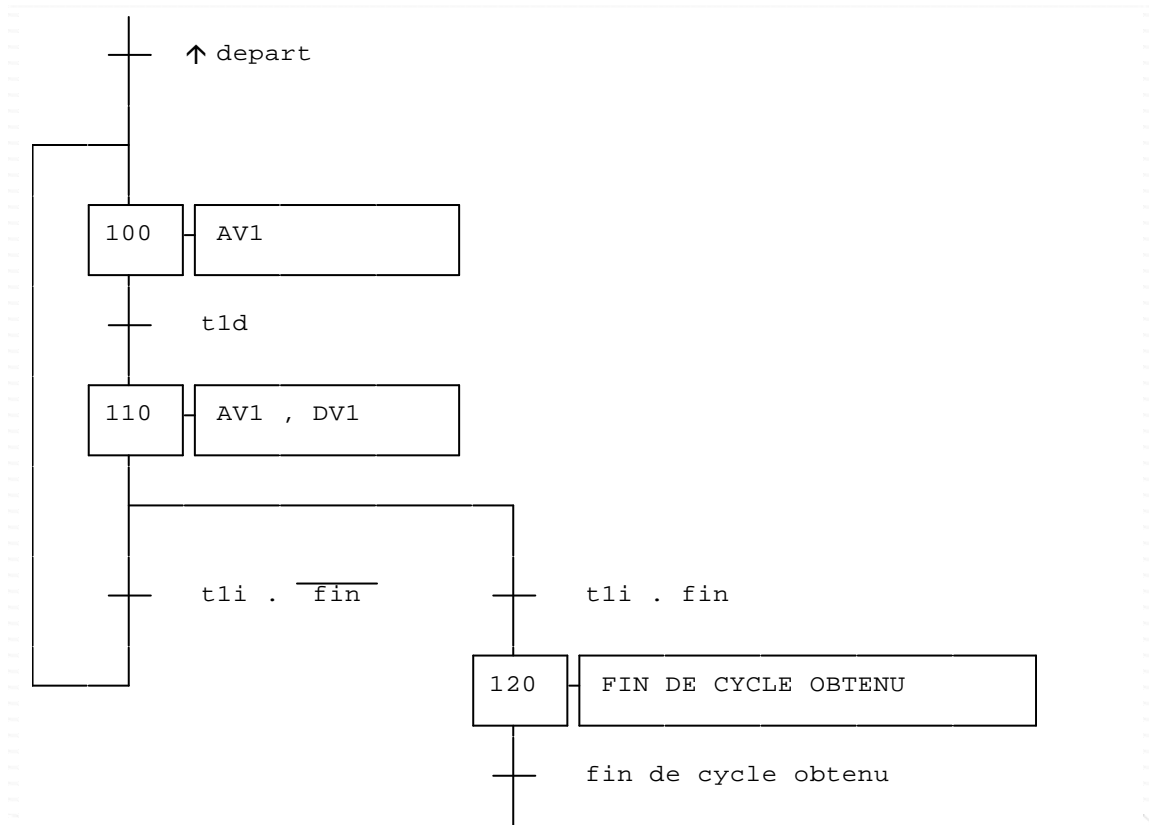 ↑ depart
100 AV1
t1d
110 AV1 , DV1
t1i . fin t1i . fin
120 FIN DE CYCLE OBTENU
fin de cycle obtenu